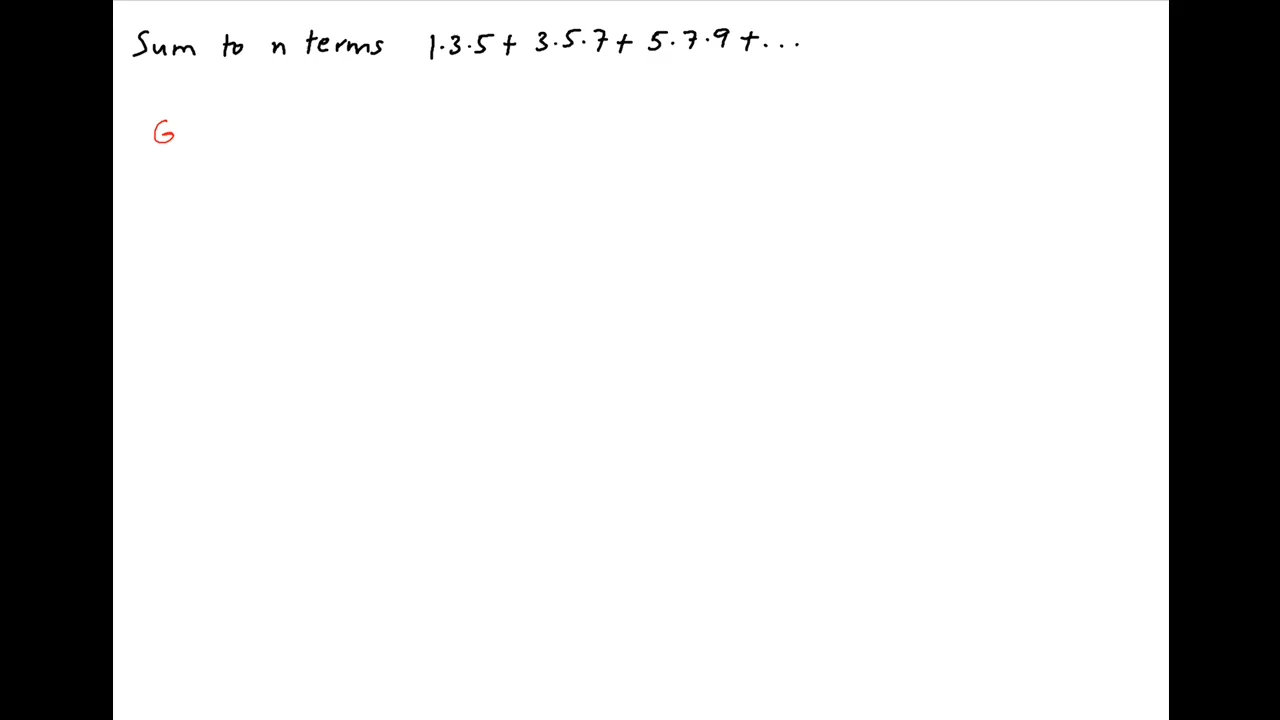 Sum to n terms 1·3·5 + 3·5·7 + 5·7·9 + ...
G